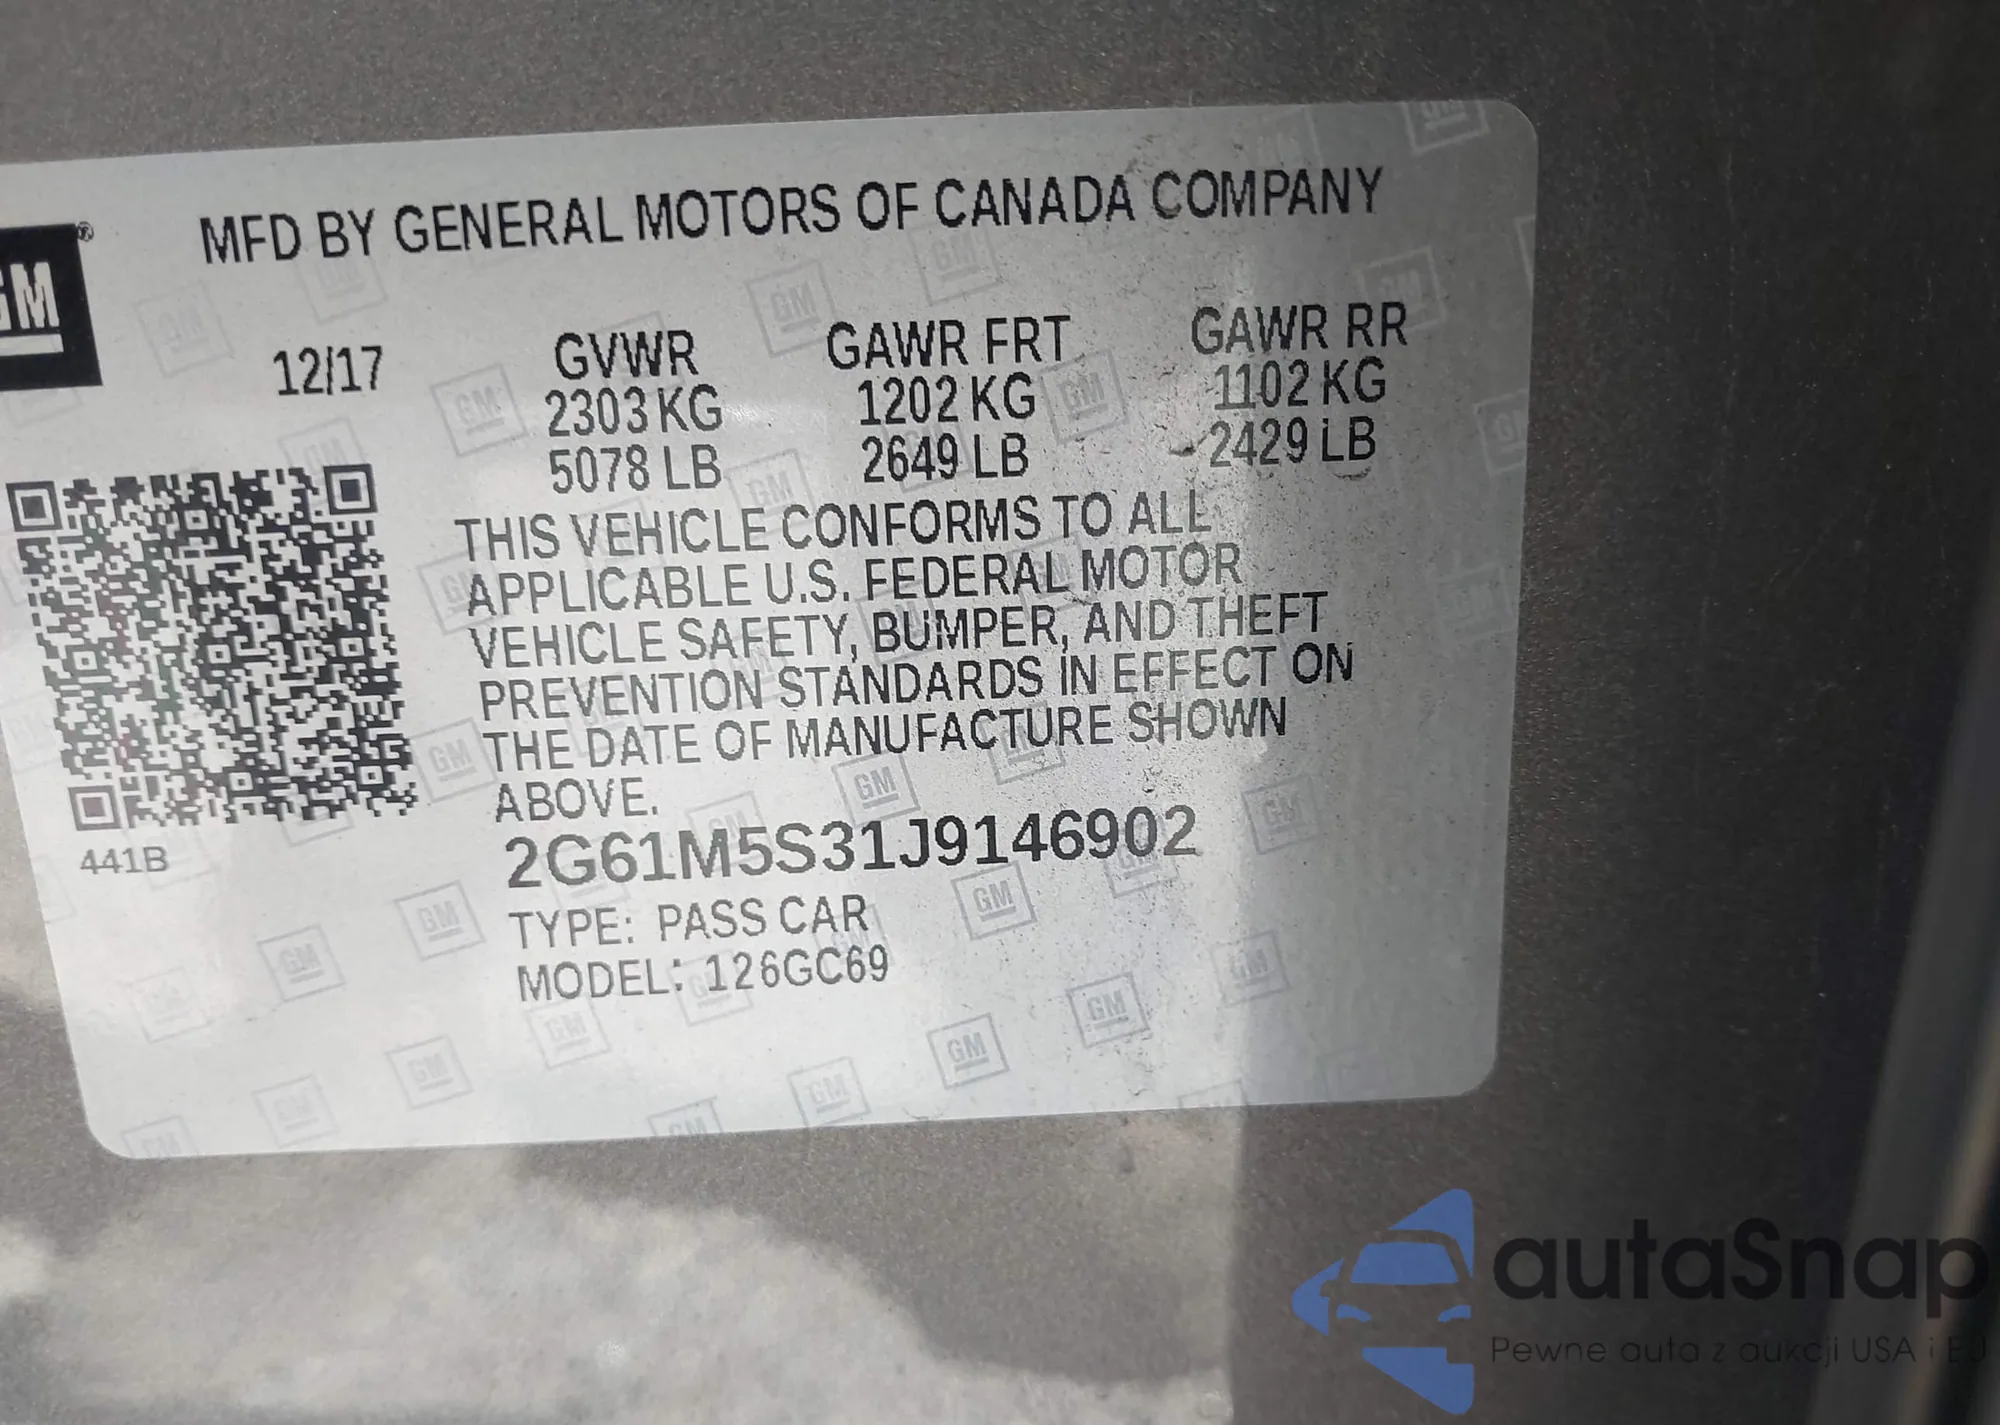 GM®
MFD BY GENERAL MOTORS OF CANADA COMPANY
12/17
GVWR GAWR FRT GAWR RR
2303 KG 1202 KG 1102 KG
5078 LB 2649 LB 2429 LB
THIS VEHICLE CONFORMS TO ALL
APPLICABLE U.S. FEDERAL MOTOR
VEHICLE SAFETY, BUMPER, AND THEFT
PREVENTION STANDARDS IN EFFECT ON
THE DATE OF MANUFACTURE SHOWN
ABOVE.
441B
2G61M5S31J9146902
TYPE: PASS CAR
MODEL: 126GC69
autaSnap
Pewne auta z aukcji USA i EU